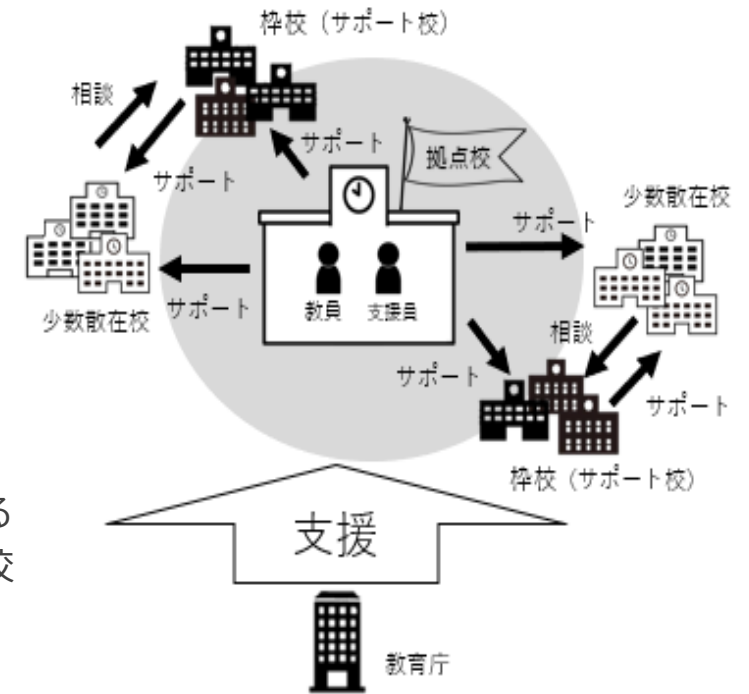 枠校（サポート校）
相談
サポート
サポート
拠点校
少数散在校
サポート
教員
支援員
サポート
少数散在校
相談
サポート
サポート
枠校（サポート校）
る
校
支援
教育庁